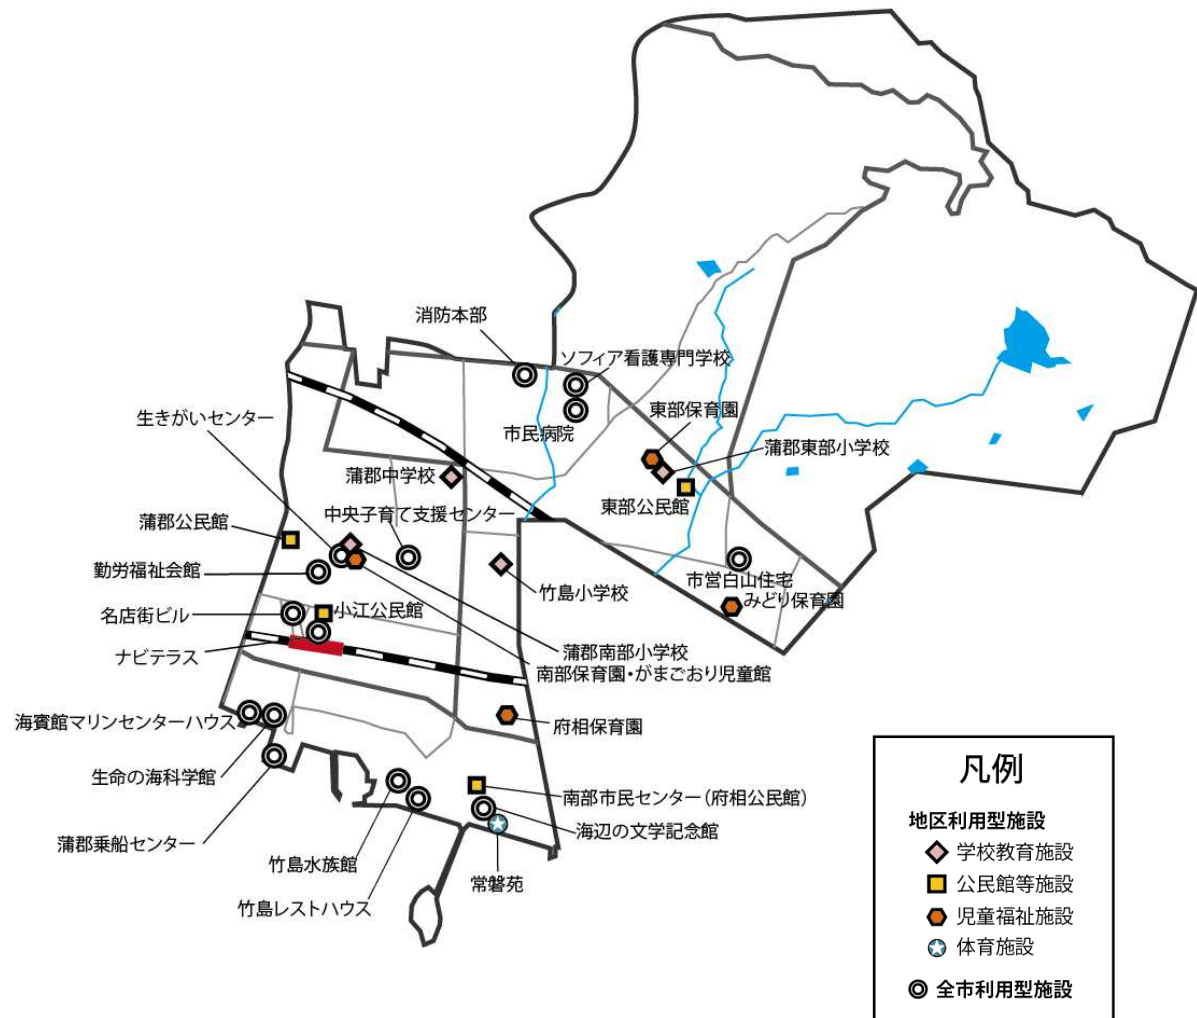 消防本部
ソフィア看護専門学校
生きがいセンター
東部保育園
市民病院
蒲郡東部小学校
蒲郡中学校
東部公民館
中央子育て支援センター
蒲郡公民館
勤労福祉会館
市営白山住宅
竹島小学校
みどり保育園
名店街ビル
小江公民館
ナビテラス
蒲郡南部小学校
南部保育園・がまごおり児童館
海賓館マリンセンターハウス
府相保育園
生命の海科学館
南部市民センター（府相公民館）
海辺の文学記念館
蒲郡乗船センター
竹島水族館
常磐苑
竹島レストハウス
凡例
地区利用型施設
学校教育施設
公民館等施設
児童福祉施設
体育施設
全市利用型施設